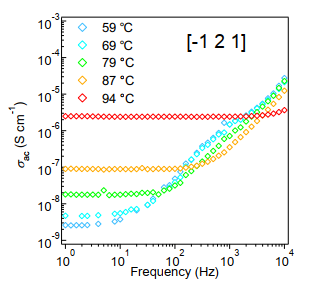 10⁻³
10⁻⁴
10⁻⁵
10⁻⁶
10⁻⁷
10⁻⁸
10⁻⁹
σac (S cm⁻¹)
59 °C
69 °C
79 °C
87 °C
94 °C
[-1 2 1]
10⁰ 10¹ 10² 10³ 10⁴
Frequency (Hz)